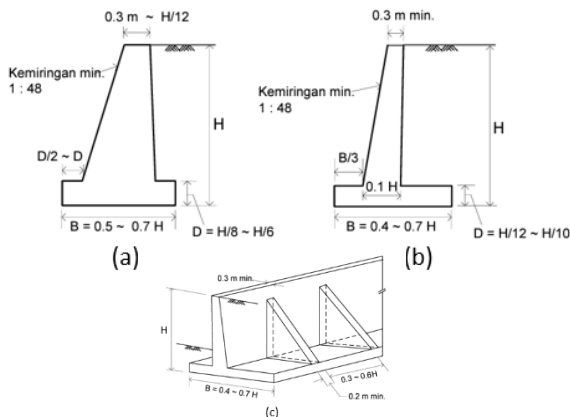 0.3 m ~ H/12
Kemiringan min.
1 : 48
H
D/2 ~ D
B = 0.5 ~ 0.7 H
D = H/8 ~ H/6
(a)
0.3 m min.
Kemiringan min.
1 : 48
H
B/3
0.1 H
B = 0.4 ~ 0.7 H
D = H/12 ~ H/10
(b)
0.3 m min.
H
B = 0.4 ~ 0.7 H
0.3 ~ 0.6H
0.2 m min.
(c)